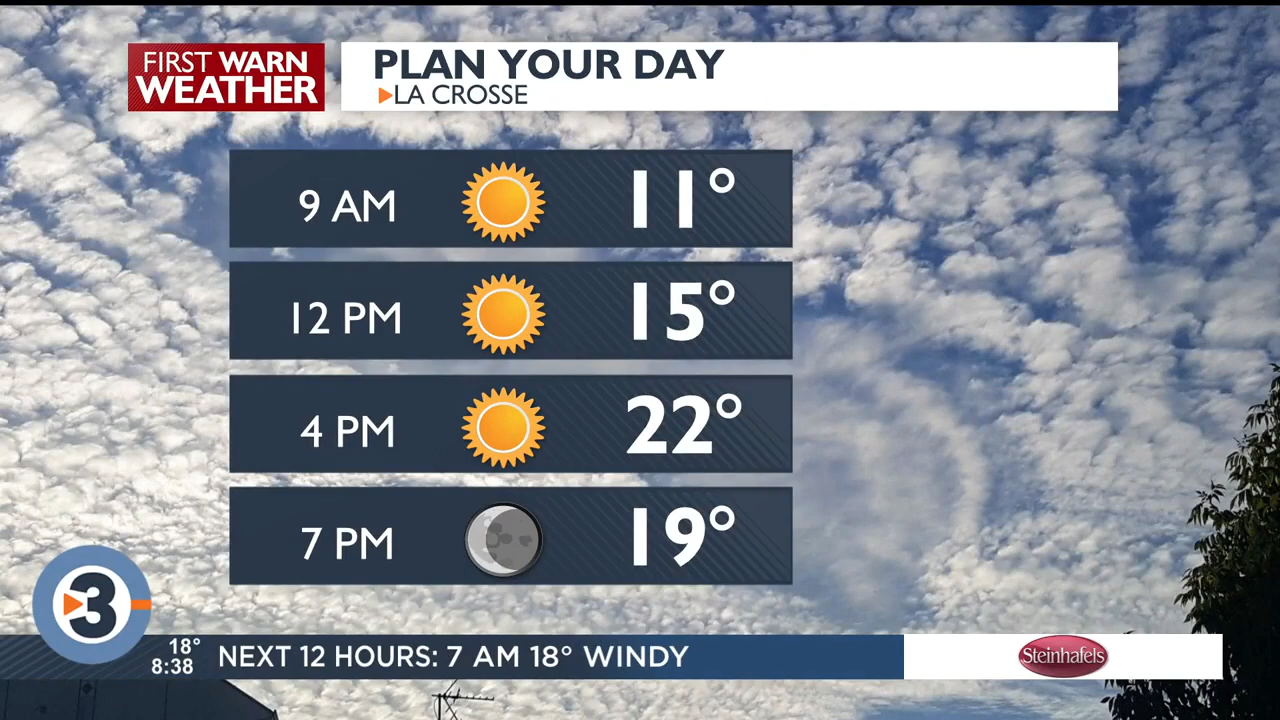 FIRST WARN
WEATHER
PLAN YOUR DAY
LA CROSSE
9 AM 11°
12 PM 15°
4 PM 22°
7 PM 19°
3
18°
8:38
NEXT 12 HOURS: 7 AM 18° WINDY
Steinhafels